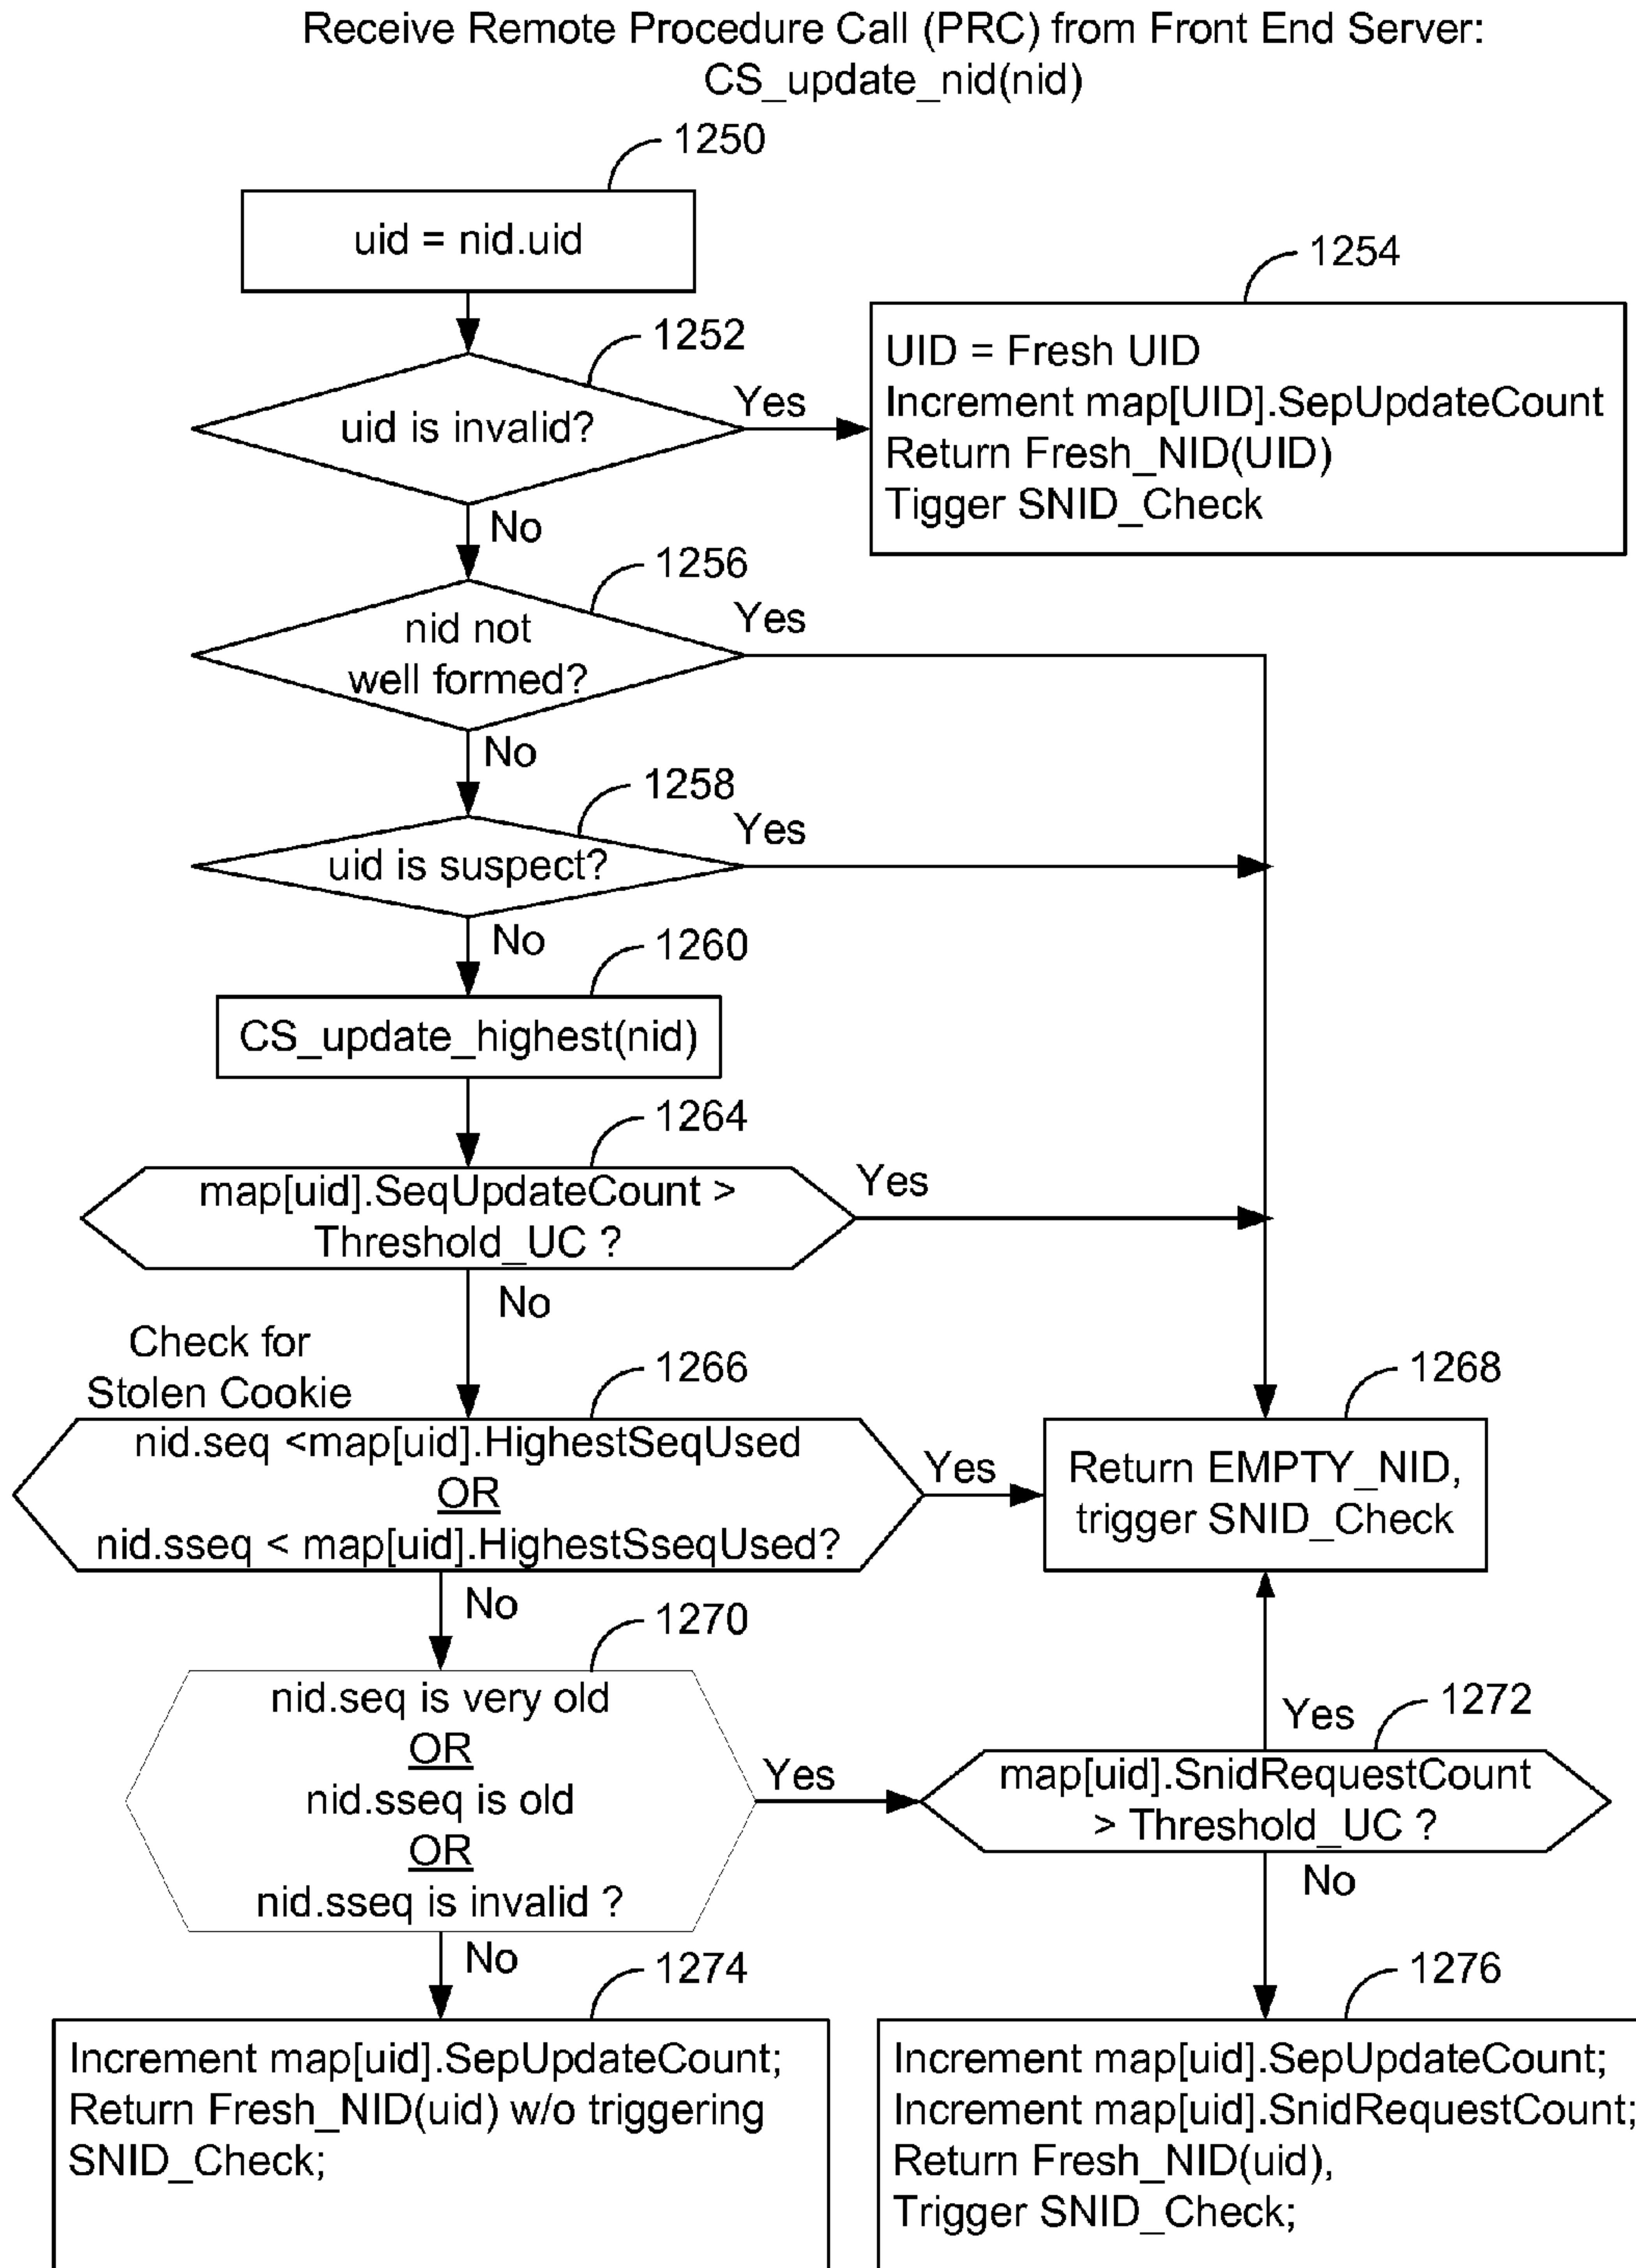 Receive Remote Procedure Call (PRC) from Front End Server:
CS_update_nid(nid)
1250
uid = nid.uid
1254
1252
uid is invalid?
Yes
UID = Fresh UID
Increment map[UID].SepUpdateCount
Return Fresh_NID(UID)
Tigger SNID_Check
No
1256
nid not
well formed?
Yes
No
1258
uid is suspect?
Yes
No
1260
CS_update_highest(nid)
1264
map[uid].SeqUpdateCount >
Threshold_UC ?
Yes
No
Check for
Stolen Cookie
1266
nid.seq <map[uid].HighestSeqUsed
OR
nid.sseq < map[uid].HighestSseqUsed?
Yes
1268
Return EMPTY_NID,
trigger SNID_Check
No
1270
nid.seq is very old
OR
nid.sseq is old
OR
nid.sseq is invalid ?
Yes
Yes
1272
map[uid].SnidRequestCount
> Threshold_UC ?
No
No
1274
Increment map[uid].SepUpdateCount;
Return Fresh_NID(uid) w/o triggering
SNID_Check;
1276
Increment map[uid].SepUpdateCount;
Increment map[uid].SnidRequestCount;
Return Fresh_NID(uid),
Trigger SNID_Check;